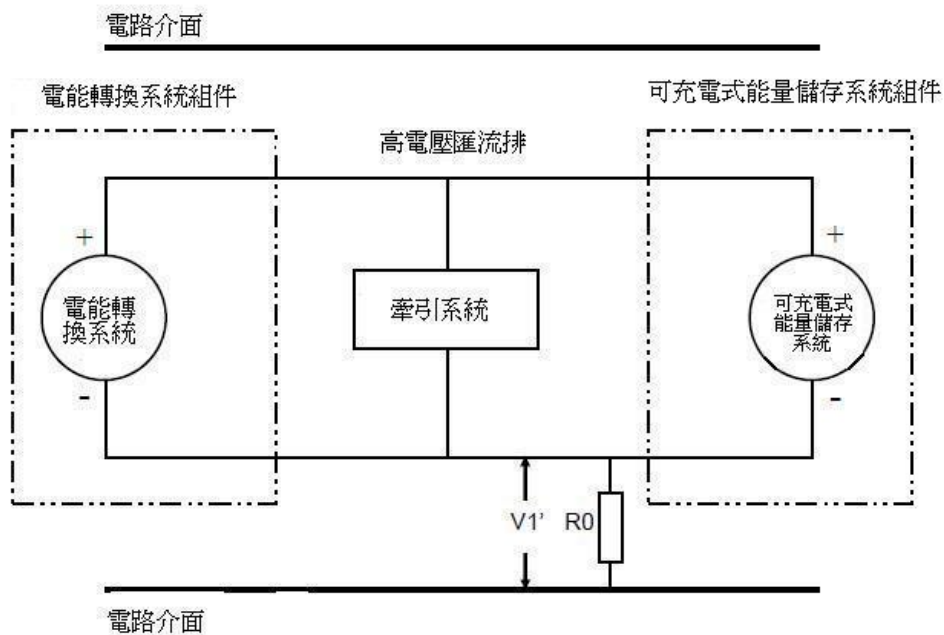 電路介面
電能轉換系統組件
可充電式能量儲存系統組件
高電壓匯流排
+
+
電能轉
換系統
牽引系統
可充電式
能量儲存
系統
-
-
V1’
R0
電路介面